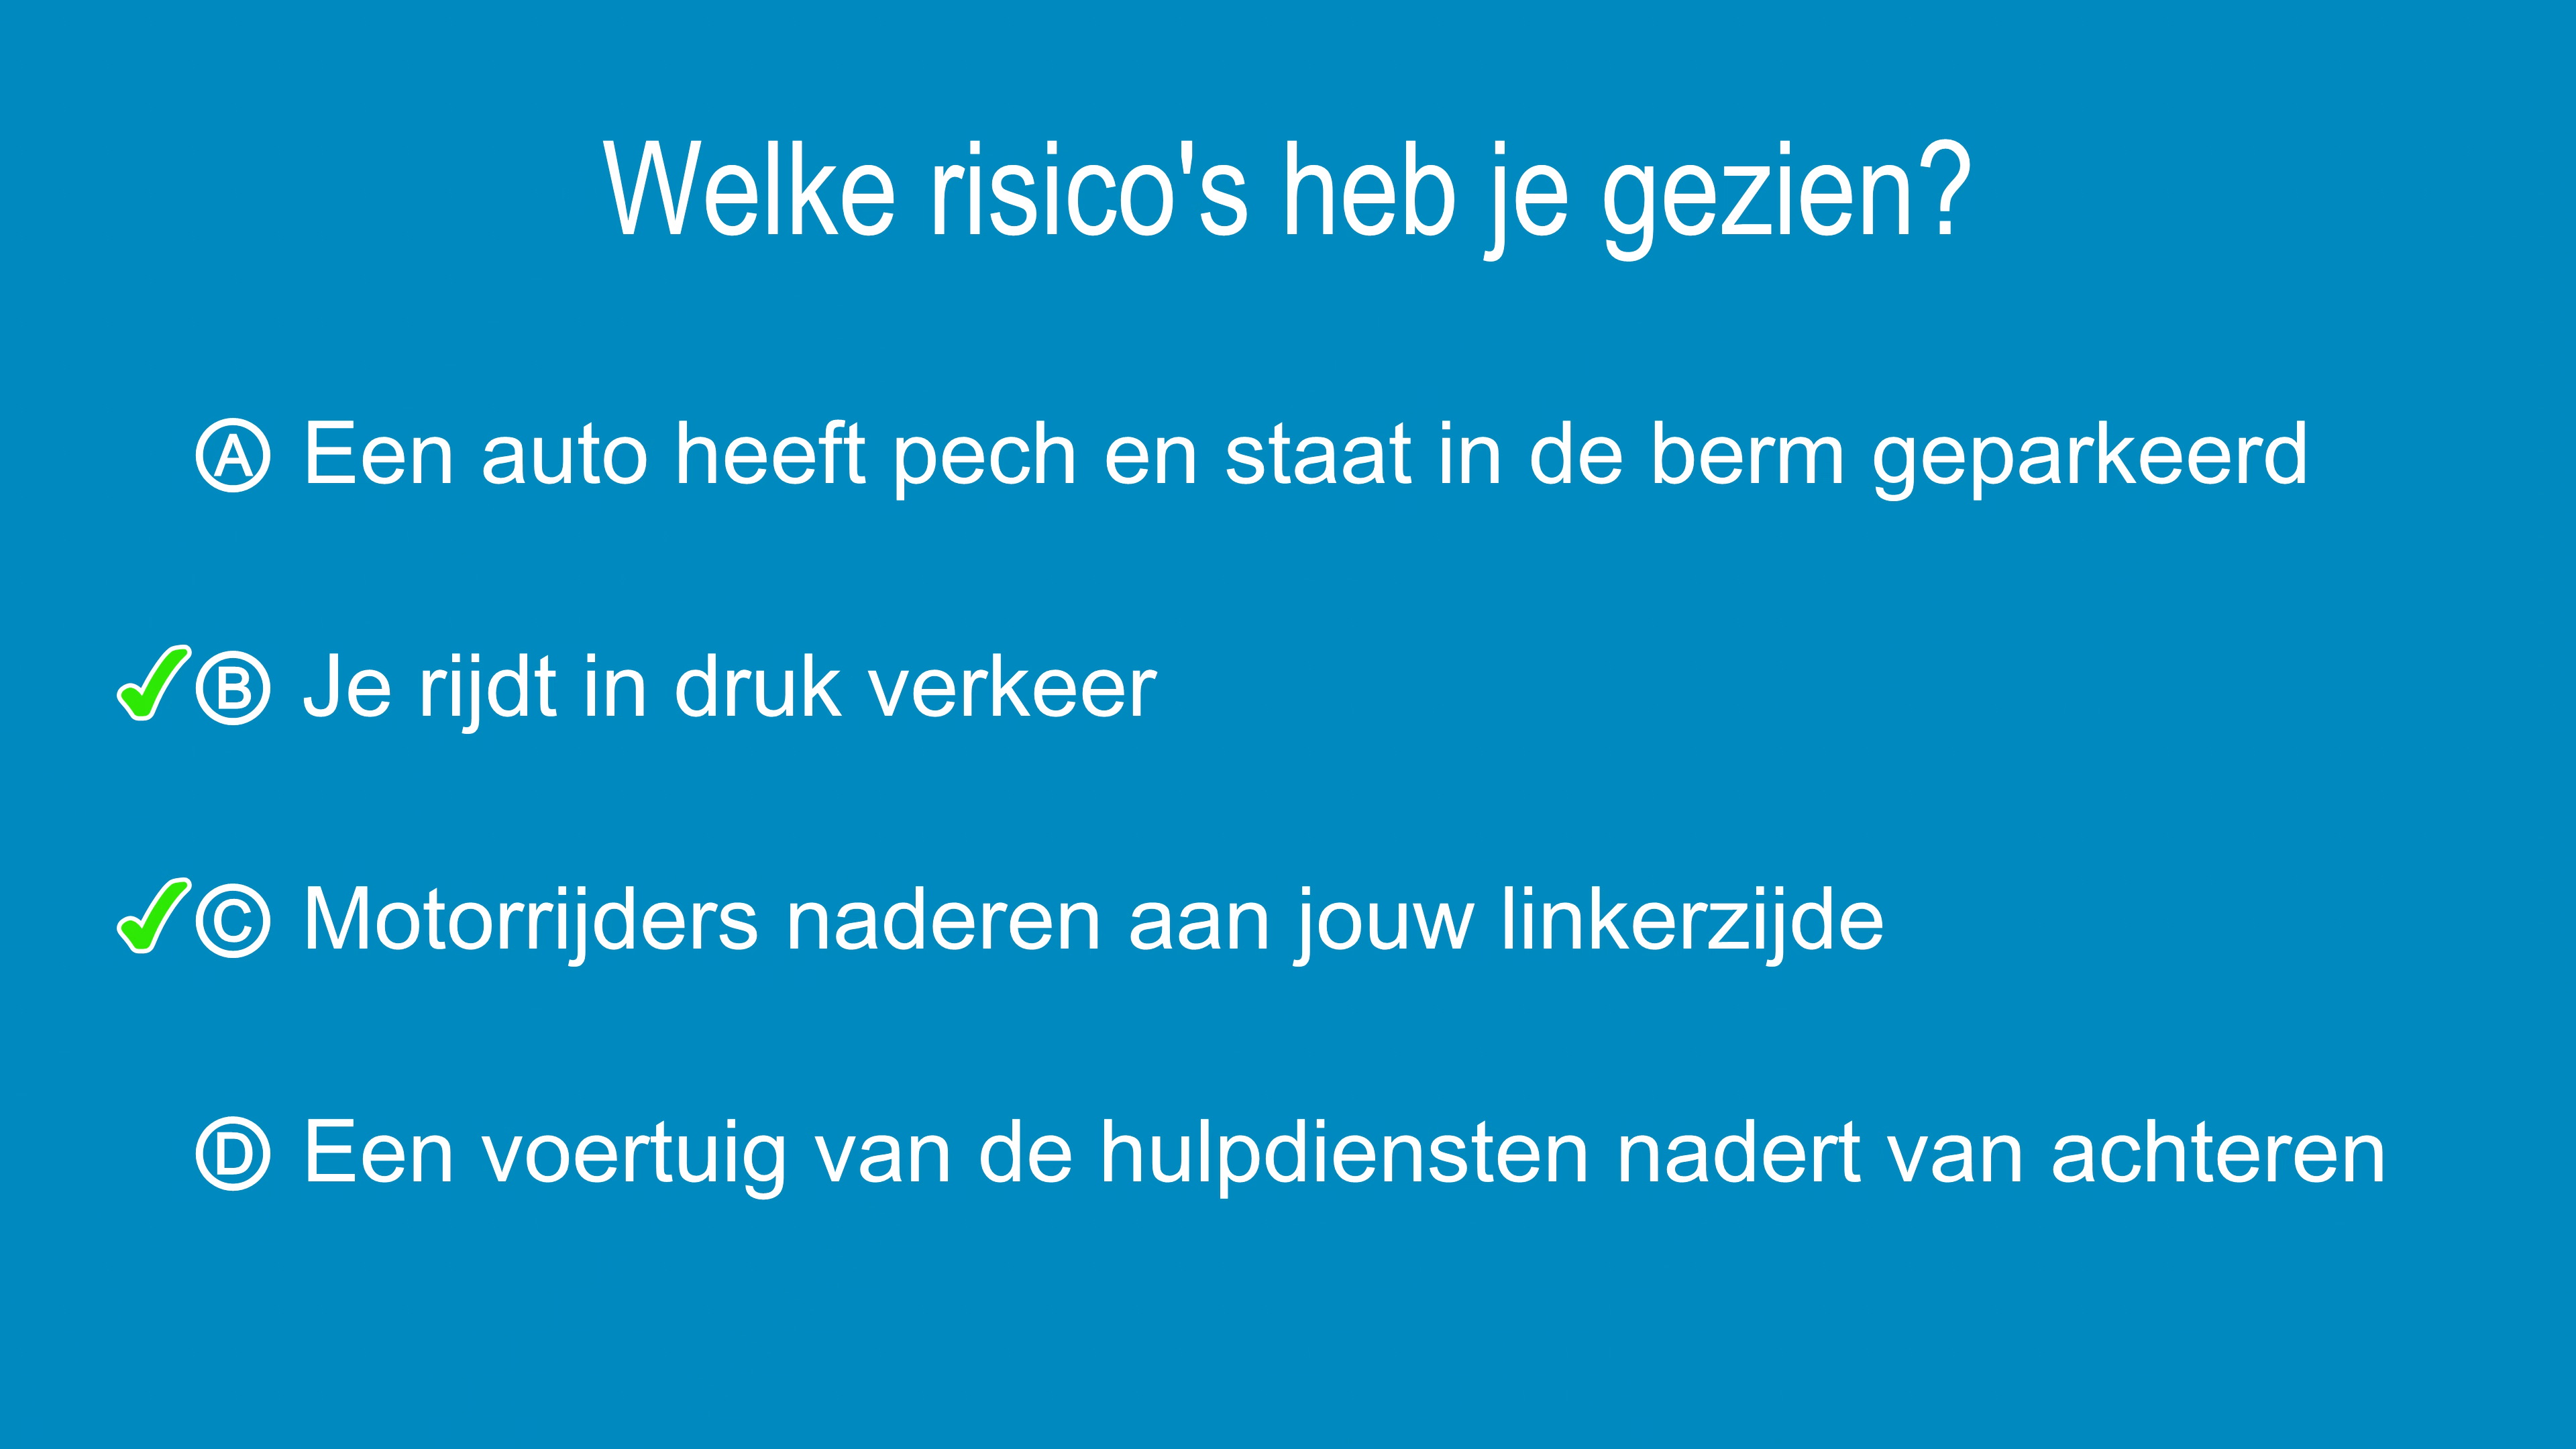 Welke risico's heb je gezien?
Ⓐ Een auto heeft pech en staat in de berm geparkeerd
✓Ⓑ Je rijdt in druk verkeer
✓Ⓒ Motorrijders naderen aan jouw linkerzijde
Ⓓ Een voertuig van de hulpdiensten nadert van achteren